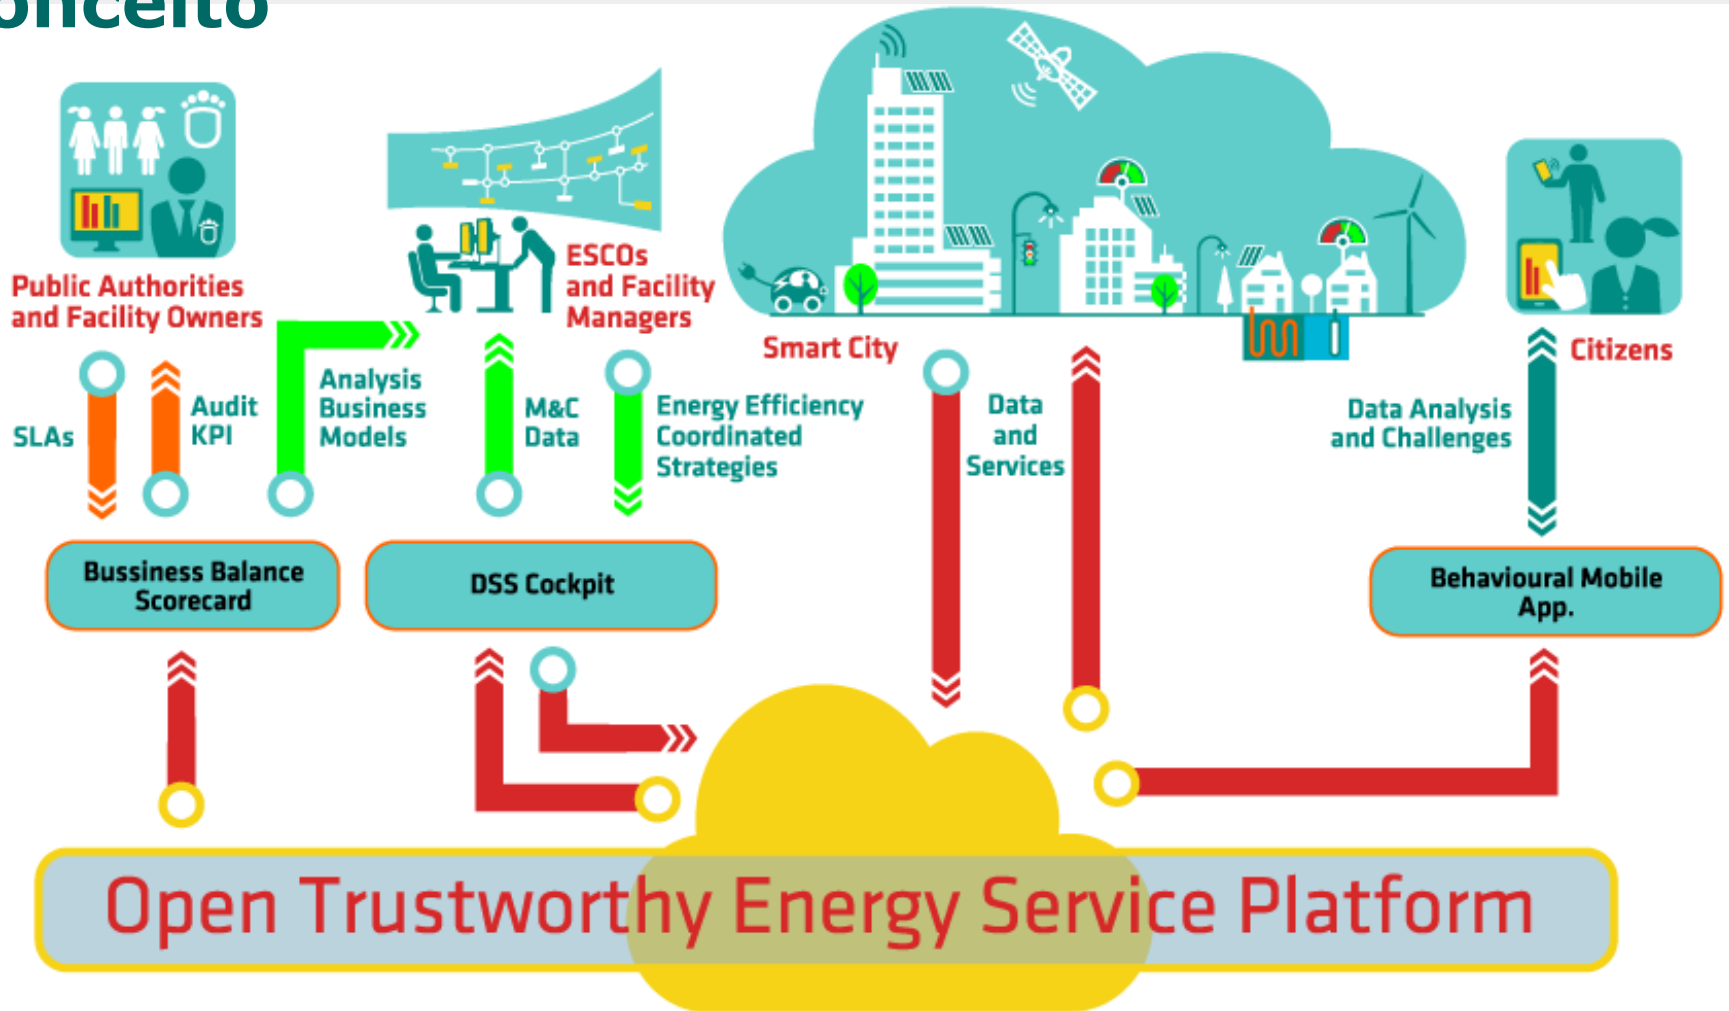 Public Authorities
and Facility Owners
ESCOs
and Facility
Managers
Smart City
Citizens
SLAs
Audit
KPI
Analysis
Business
Models
M&C
Data
Energy Efficiency
Coordinated
Strategies
Data
and
Services
Data Analysis
and Challenges
Bussiness Balance
Scorecard
DSS Cockpit
Behavioural Mobile
App.
Open Trustworthy Energy Service Platform